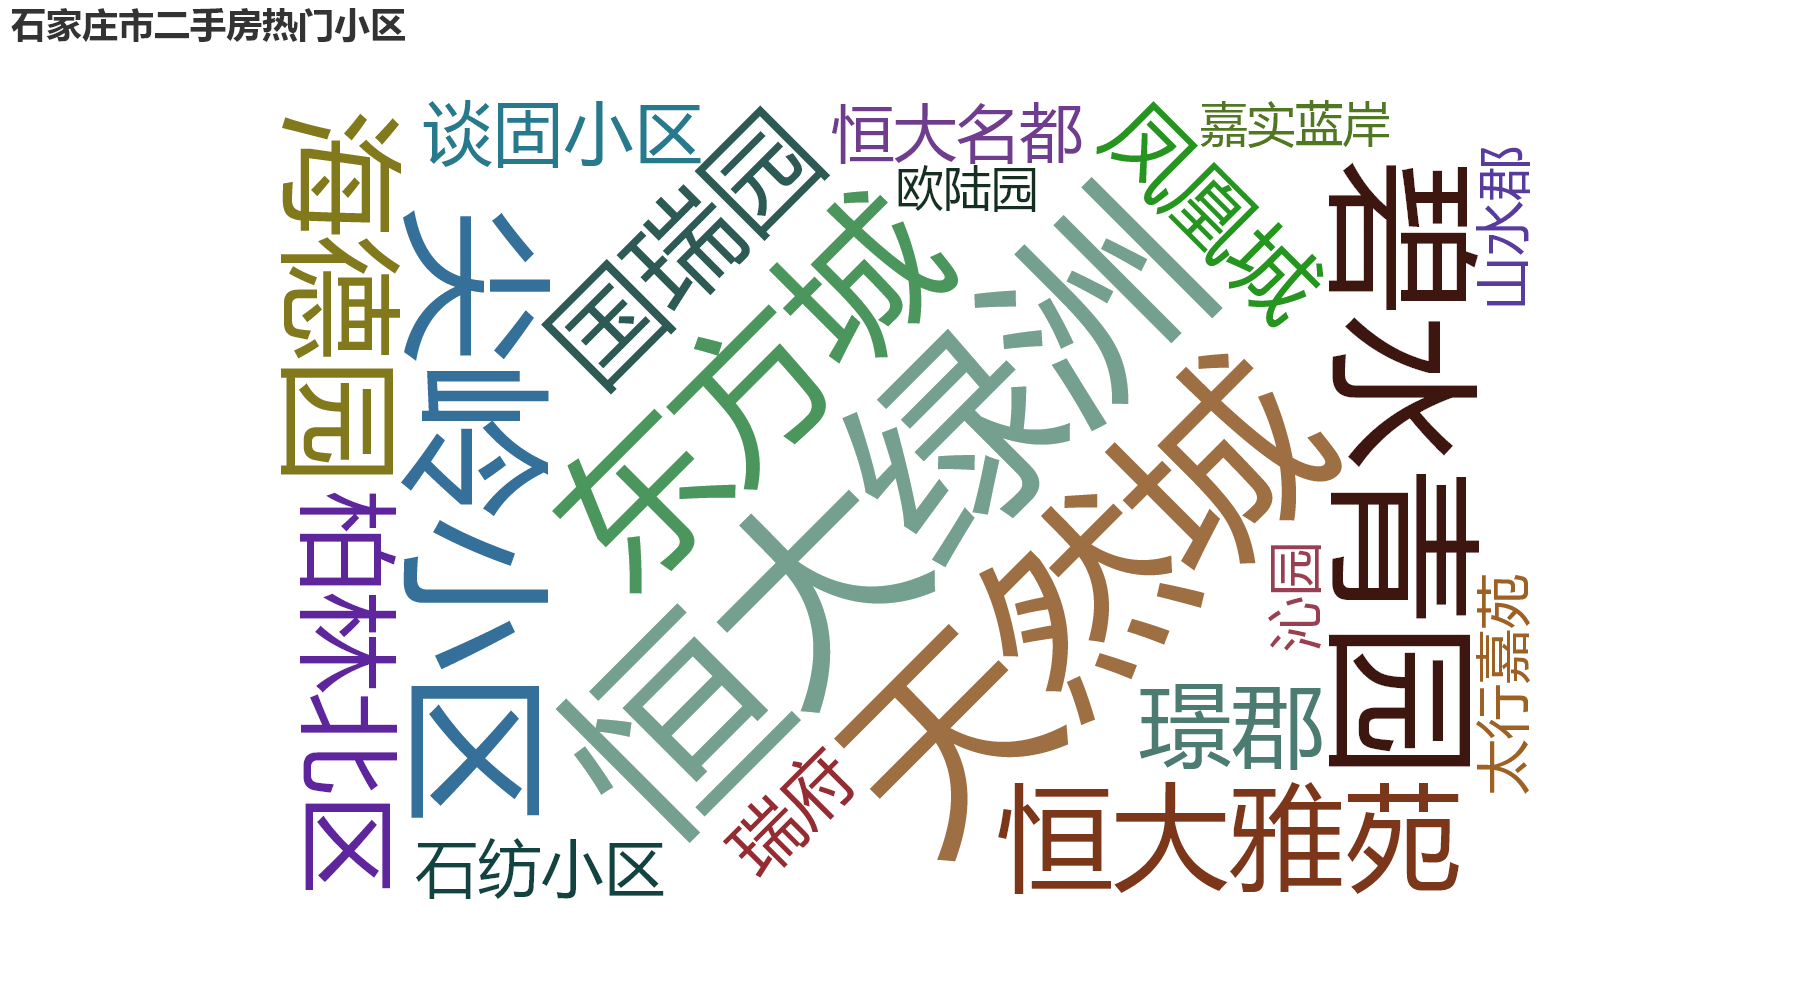 石家庄市二手房热门小区
谈固小区
恒大名都
嘉实蓝岸
凤凰城
山水郡
欧陆园
海德园
尖岭小区
国瑞园
东方城
恒大绿洲
天然城
碧水青园
柏林北区
沁园
太行嘉苑
璟郡
瑞府
恒大雅苑
石纺小区